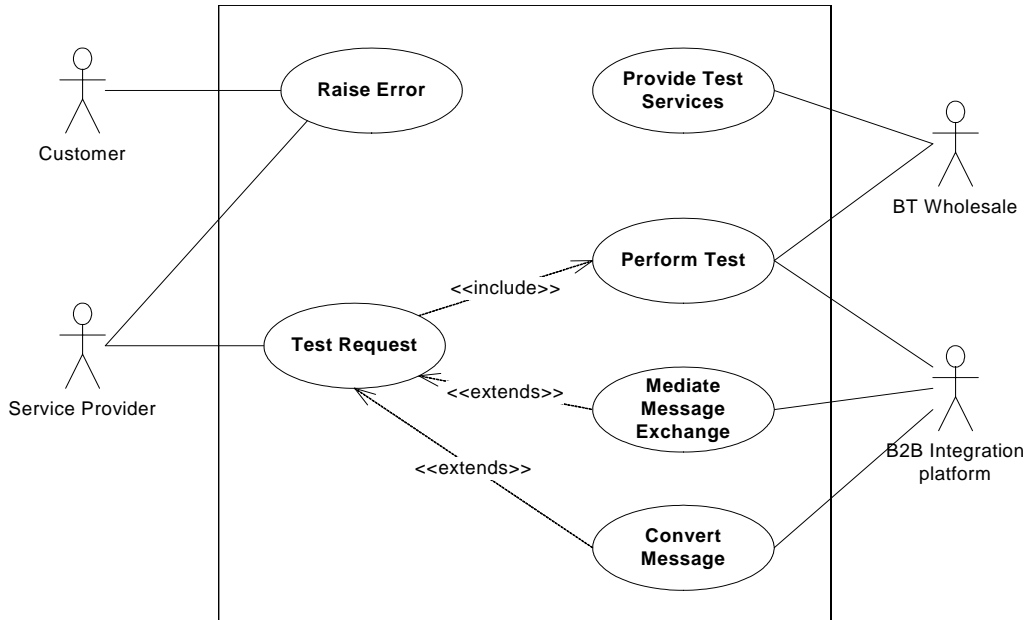 Raise Error
Provide Test
Services
Customer
BT Wholesale
Perform Test
<<include>>
Test Request
Service Provider
<<extends>>
Mediate
Message
Exchange
B2B Integration
platform
<<extends>>
Convert
Message